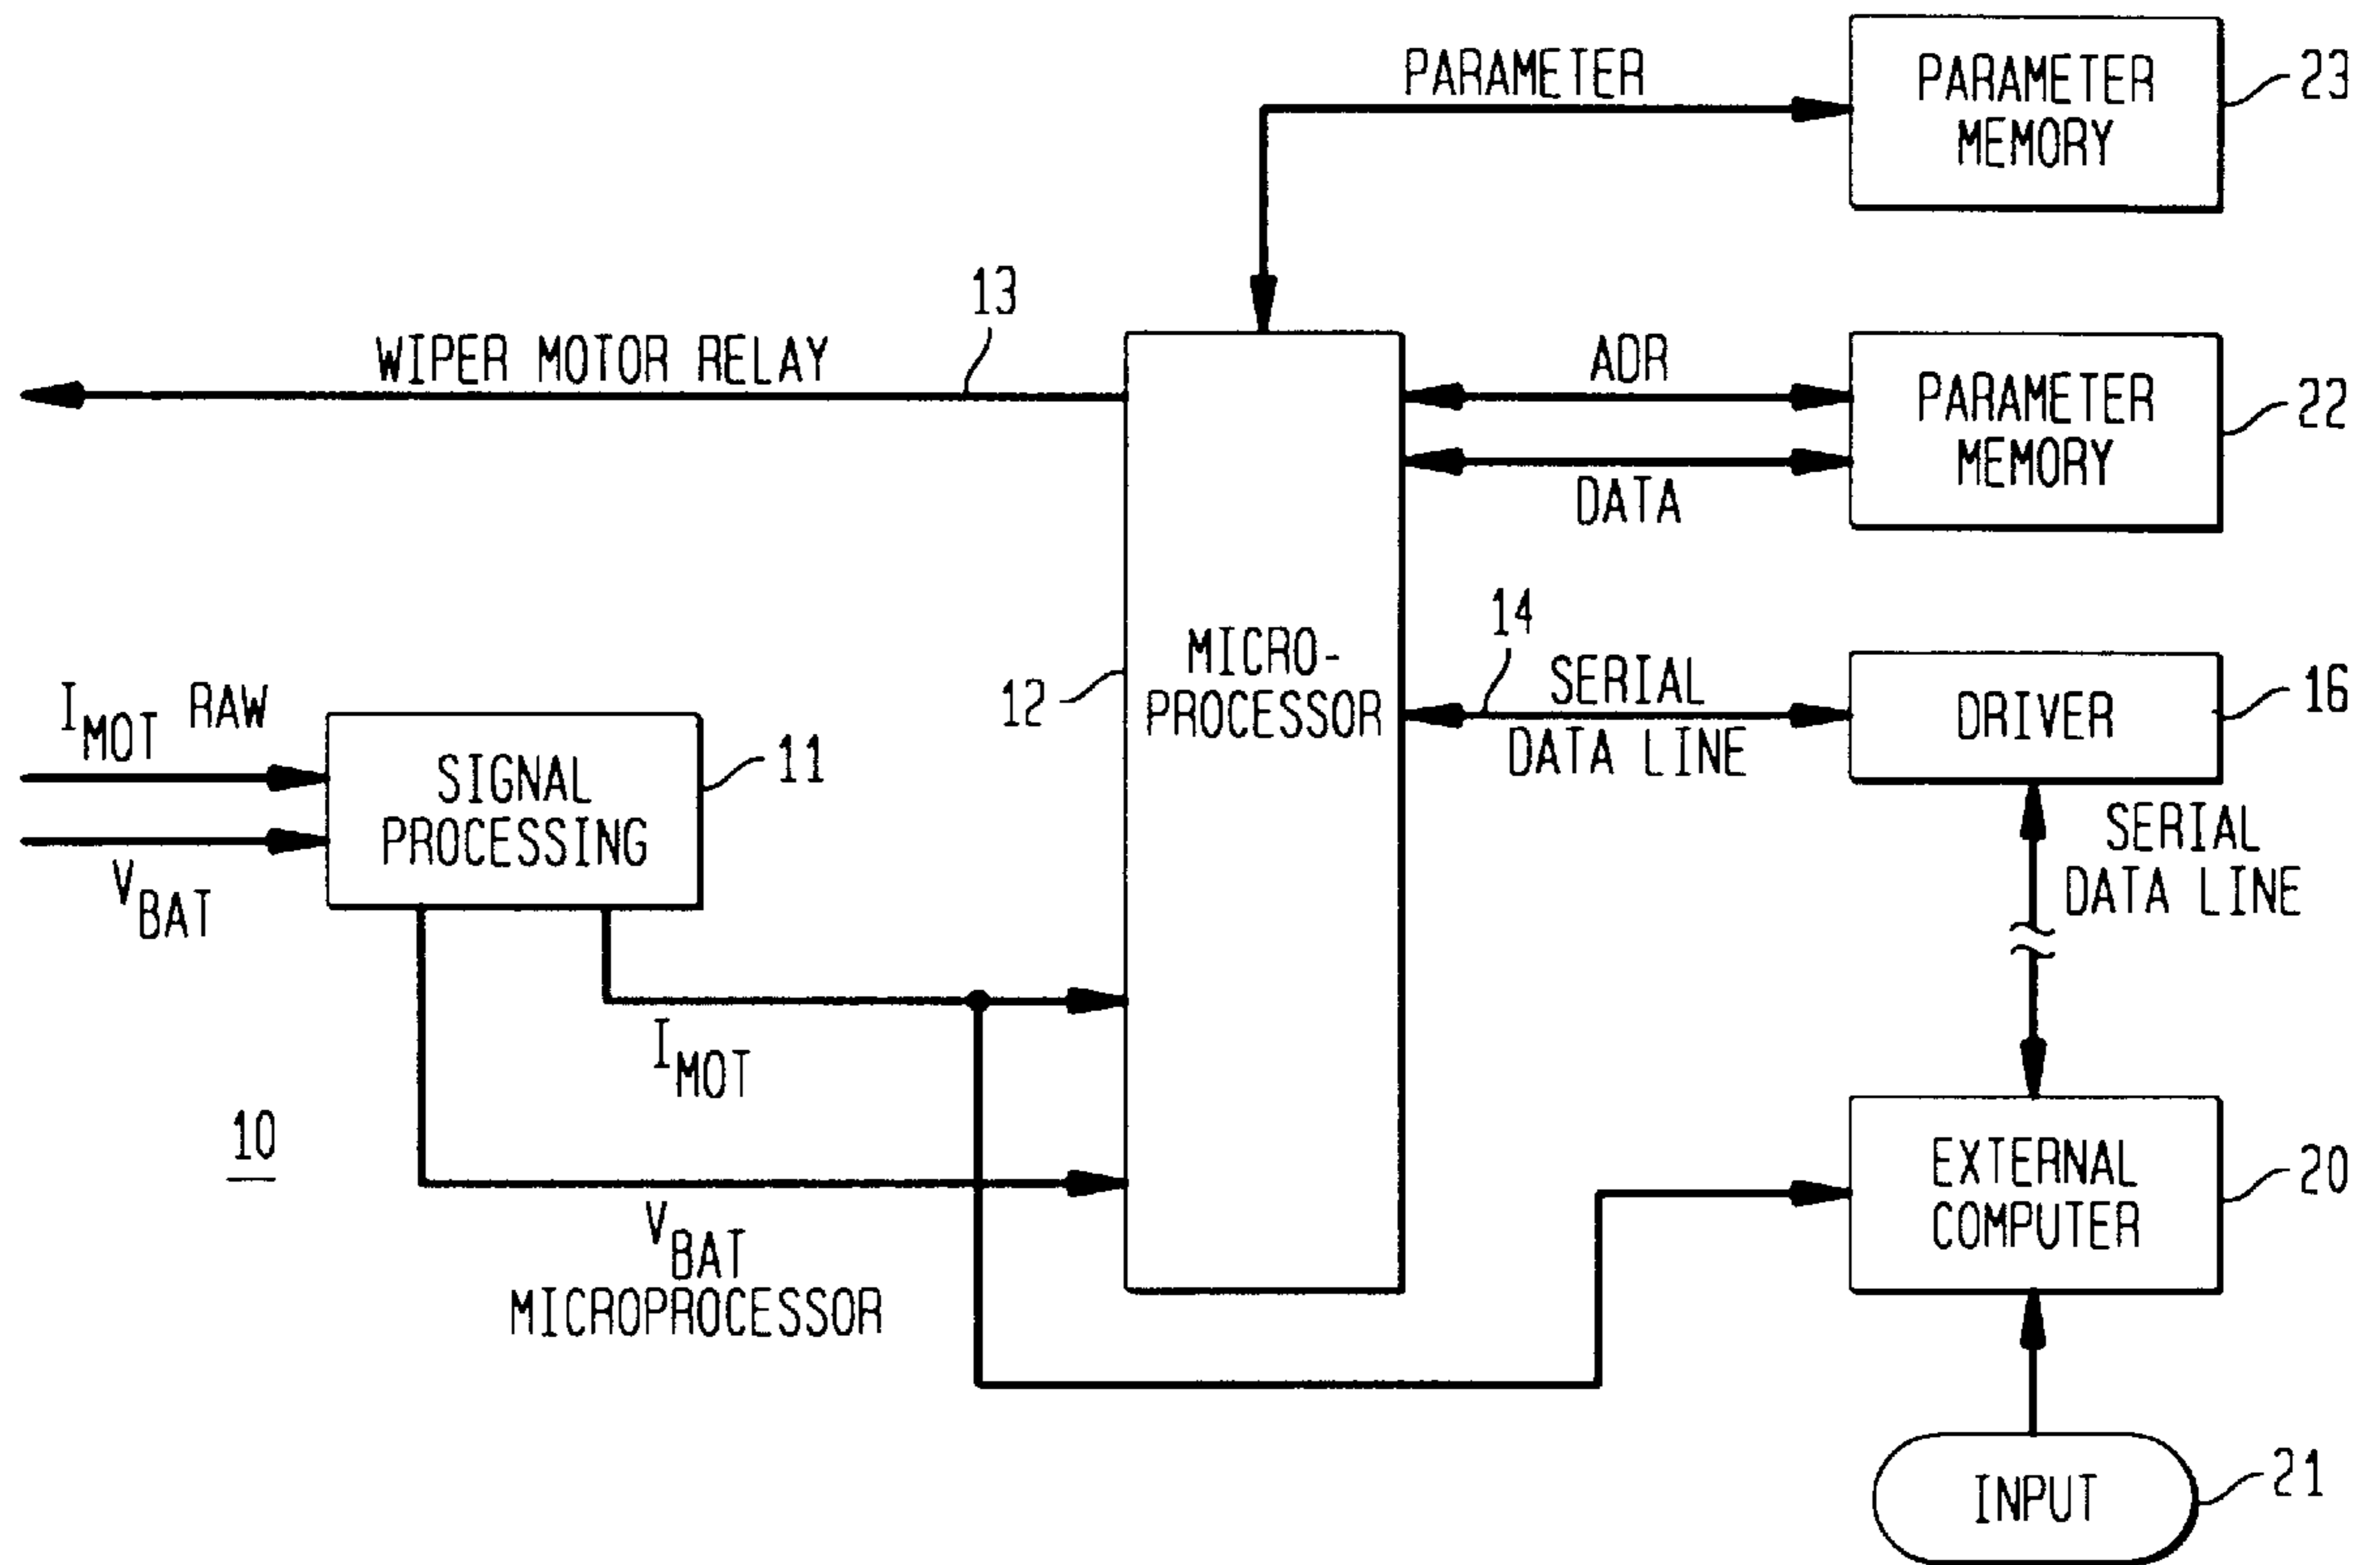 PARAMETER
PARAMETER
MEMORY
23
13
WIPER MOTOR RELAY
ADR
DATA
PARAMETER
MEMORY
22
14
SERIAL
DATA LINE
MICRO-
PROCESSOR
12
DRIVER
16
I MOT RAW
V BAT
SIGNAL
PROCESSING
11
SERIAL
DATA LINE
I MOT
10
V BAT
MICROPROCESSOR
EXTERNAL
COMPUTER
20
INPUT
21